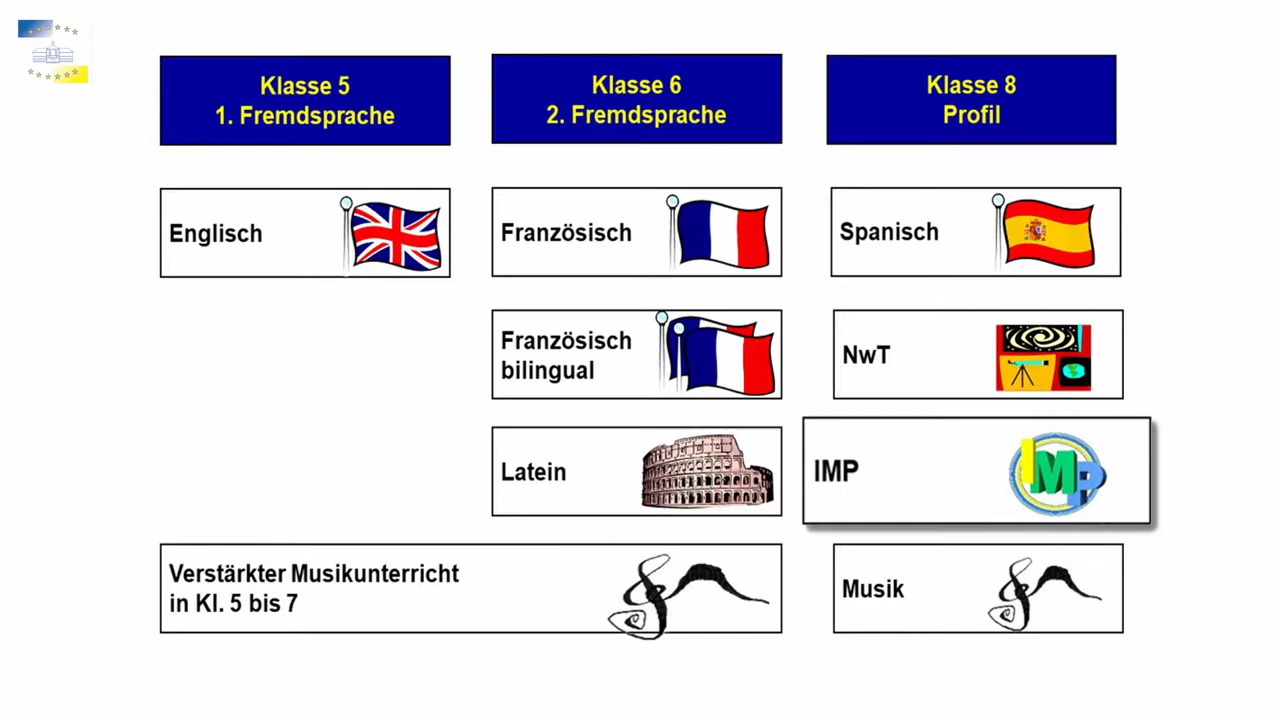 Klasse 5
1. Fremdsprache
Klasse 6
2. Fremdsprache
Klasse 8
Profil
Englisch
Französisch
Spanisch
Französisch
bilingual
NwT
Latein
IMP
IMP
Verstärkter Musikunterricht
in Kl. 5 bis 7
Musik